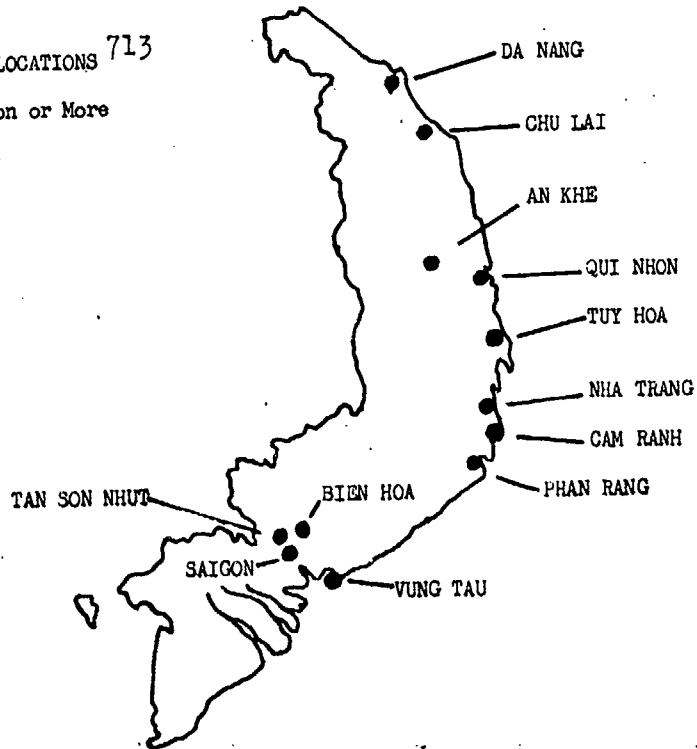 LOCATIONS 713
on or More
DA NANG
CHU LAI
AN KHE
QUI NHON
TUY HOA
NHA TRANG
CAM RANH
PHAN RANG
TAN SON NHUT
BIEN HOA
SAIGON
VUNG TAU